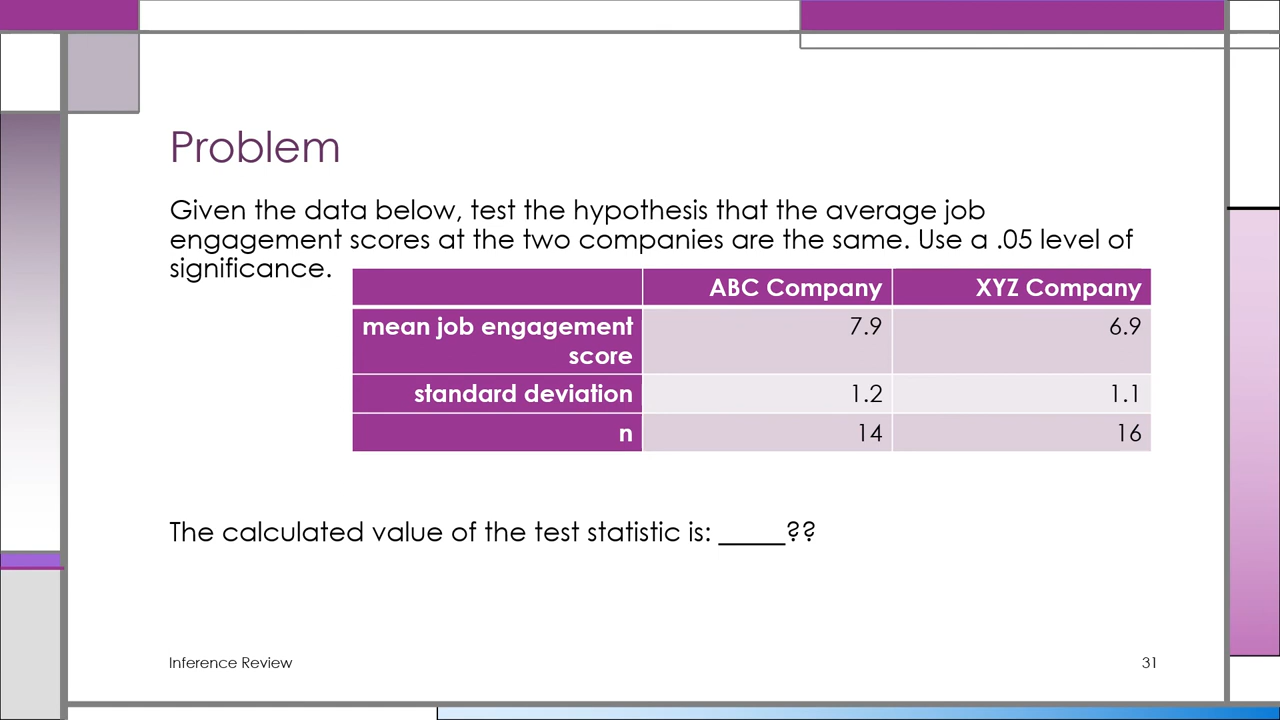 Problem
Given the data below, test the hypothesis that the average job
engagement scores at the two companies are the same. Use a .05 level of
significance.
ABC Company XYZ Company
mean job engagement
score 7.9 6.9
standard deviation 1.2 1.1
n 14 16
The calculated value of the test statistic is: _____??
Inference Review 31